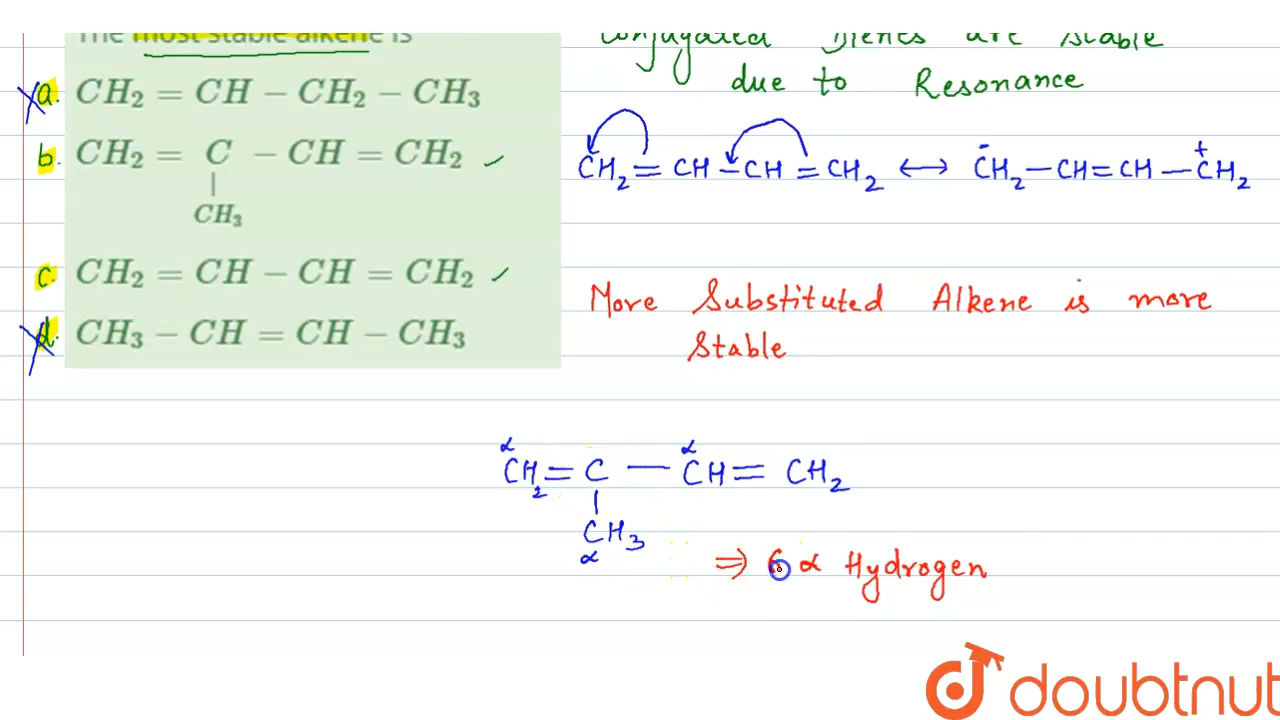 The most stable alkene is
a. CH2 = CH − CH2 − CH3
b. CH2 = C − CH = CH2 ✓
|
CH3
c. CH2 = CH − CH = CH2 ✓
d. CH3 − CH = CH − CH3
Conjugated Dienes are stable
due to Resonance
CH2 = CH − CH = CH2 ↔ C̄H2 − CH = CH − C⁺H2
More Substituted Alkene is more
Stable
α α
CH2 = C − CH = CH2
|
CH3
α
⇒ 6 α Hydrogen
doubtnut